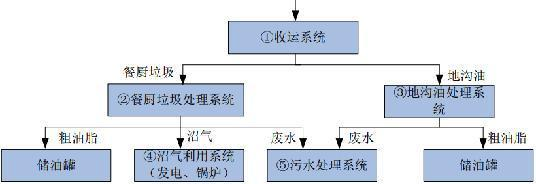 ①收运系统
餐厨垃圾
地沟油
②餐厨垃圾处理系统
③地沟油处理系
统
粗油脂
沼气
废水
废水
粗油脂
储油罐
④沼气利用系统
（发电、锅炉）
⑤污水处理系统
储油罐